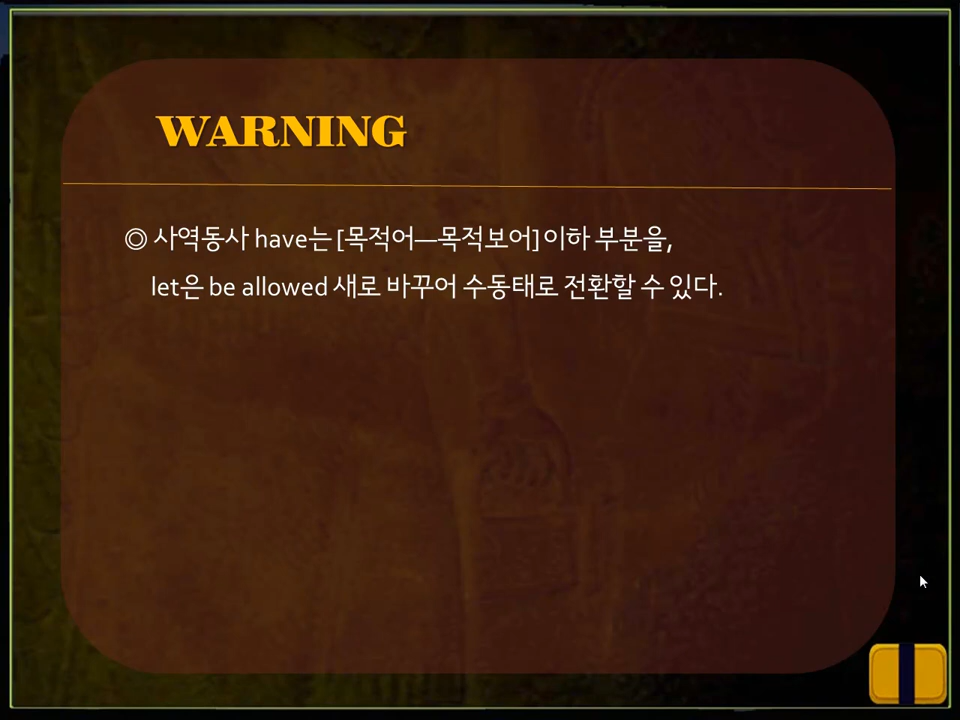 WARNING
◎ 사역동사 have는 [목적어—목적보어]이하 부분을,
let은 be allowed 새로 바꾸어 수동태로 전환할 수 있다.